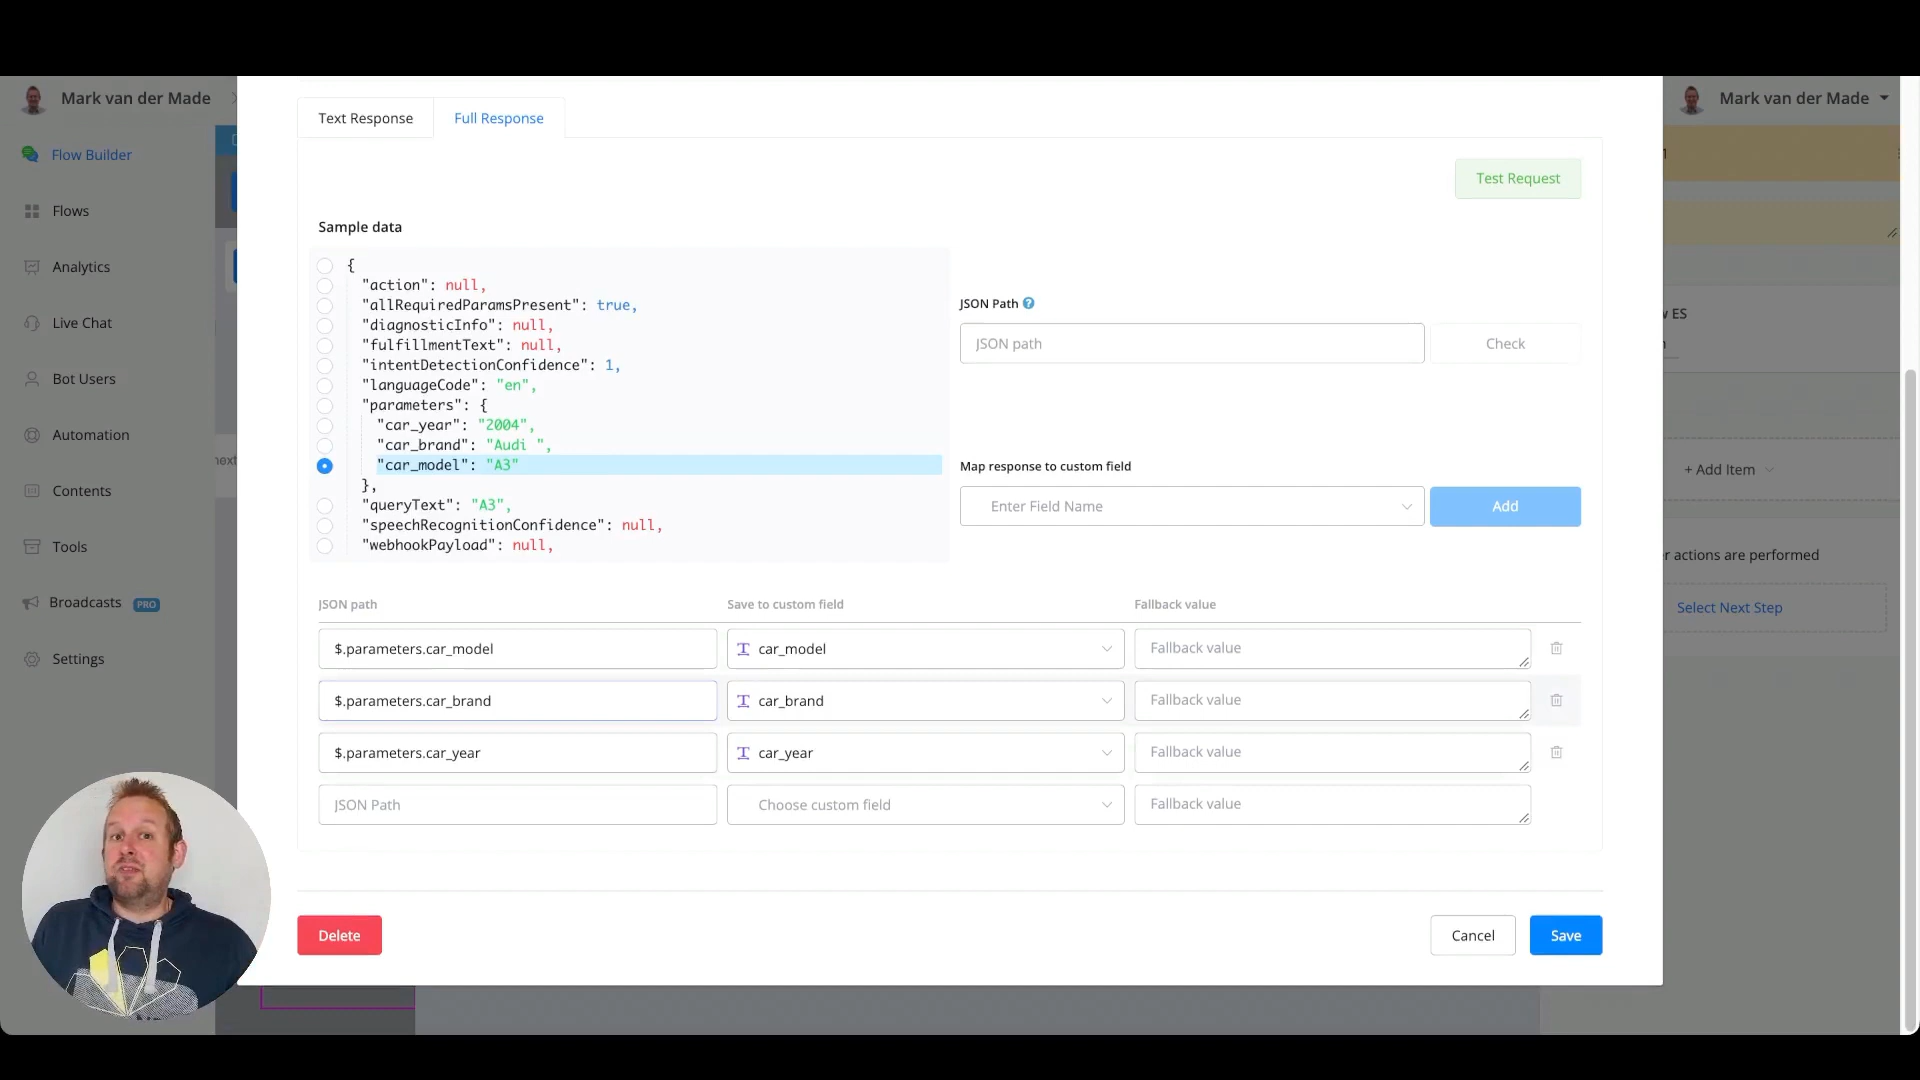 Mark van der Made
Flow Builder
Flows
Analytics
Live Chat
Bot Users
Automation
Contents
Tools
Broadcasts PRO
Settings
next
Text Response
Full Response
Test Request
Sample data
{
"action": null,
"allRequiredParamsPresent": true,
"diagnosticInfo": null,
"fulfillmentText": null,
"intentDetectionConfidence": 1,
"languageCode": "en",
"parameters": {
"car_year": "2004",
"car_brand": "Audi ",
"car_model": "A3"
},
"queryText": "A3",
"speechRecognitionConfidence": null,
"webhookPayload": null,
JSON Path ?
JSON path
Check
Map response to custom field
Enter Field Name
Add
JSON path Save to custom field Fallback value
$.parameters.car_model T car_model Fallback value
$.parameters.car_brand T car_brand Fallback value
$.parameters.car_year T car_year Fallback value
JSON Path Choose custom field Fallback value
Delete
Cancel
Save
Mark van der Made
w ES
+ Add Item
r actions are performed
Select Next Step